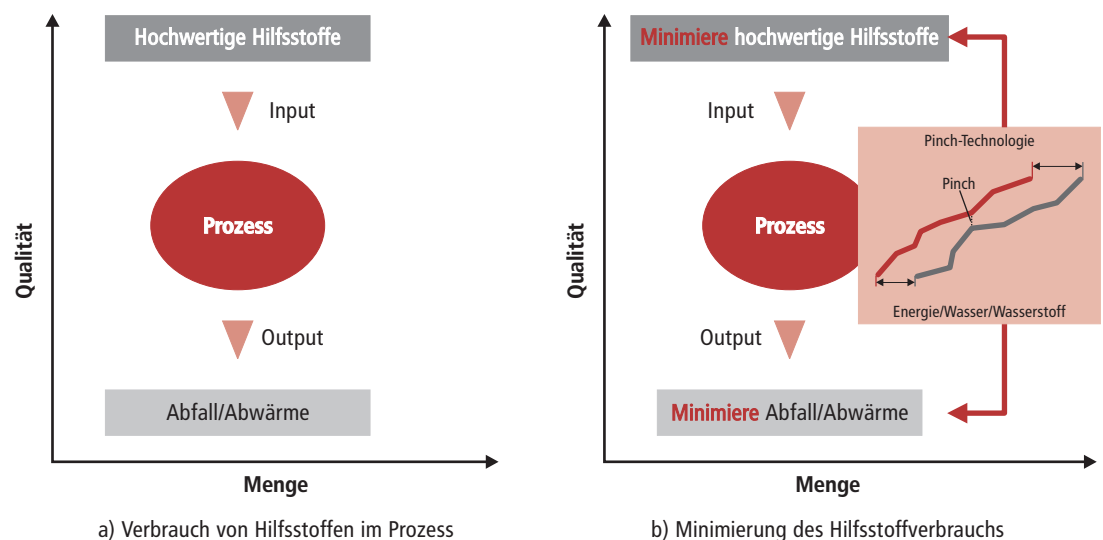 Qualität
Hochwertige Hilfsstoffe
Input
Prozess
Output
Abfall/Abwärme
Menge
a) Verbrauch von Hilfsstoffen im Prozess
Qualität
Minimiere hochwertige Hilfsstoffe
Input
Prozess
Pinch-Technologie
Pinch
Energie/Wasser/Wasserstoff
Output
Minimiere Abfall/Abwärme
Menge
b) Minimierung des Hilfsstoffverbrauchs